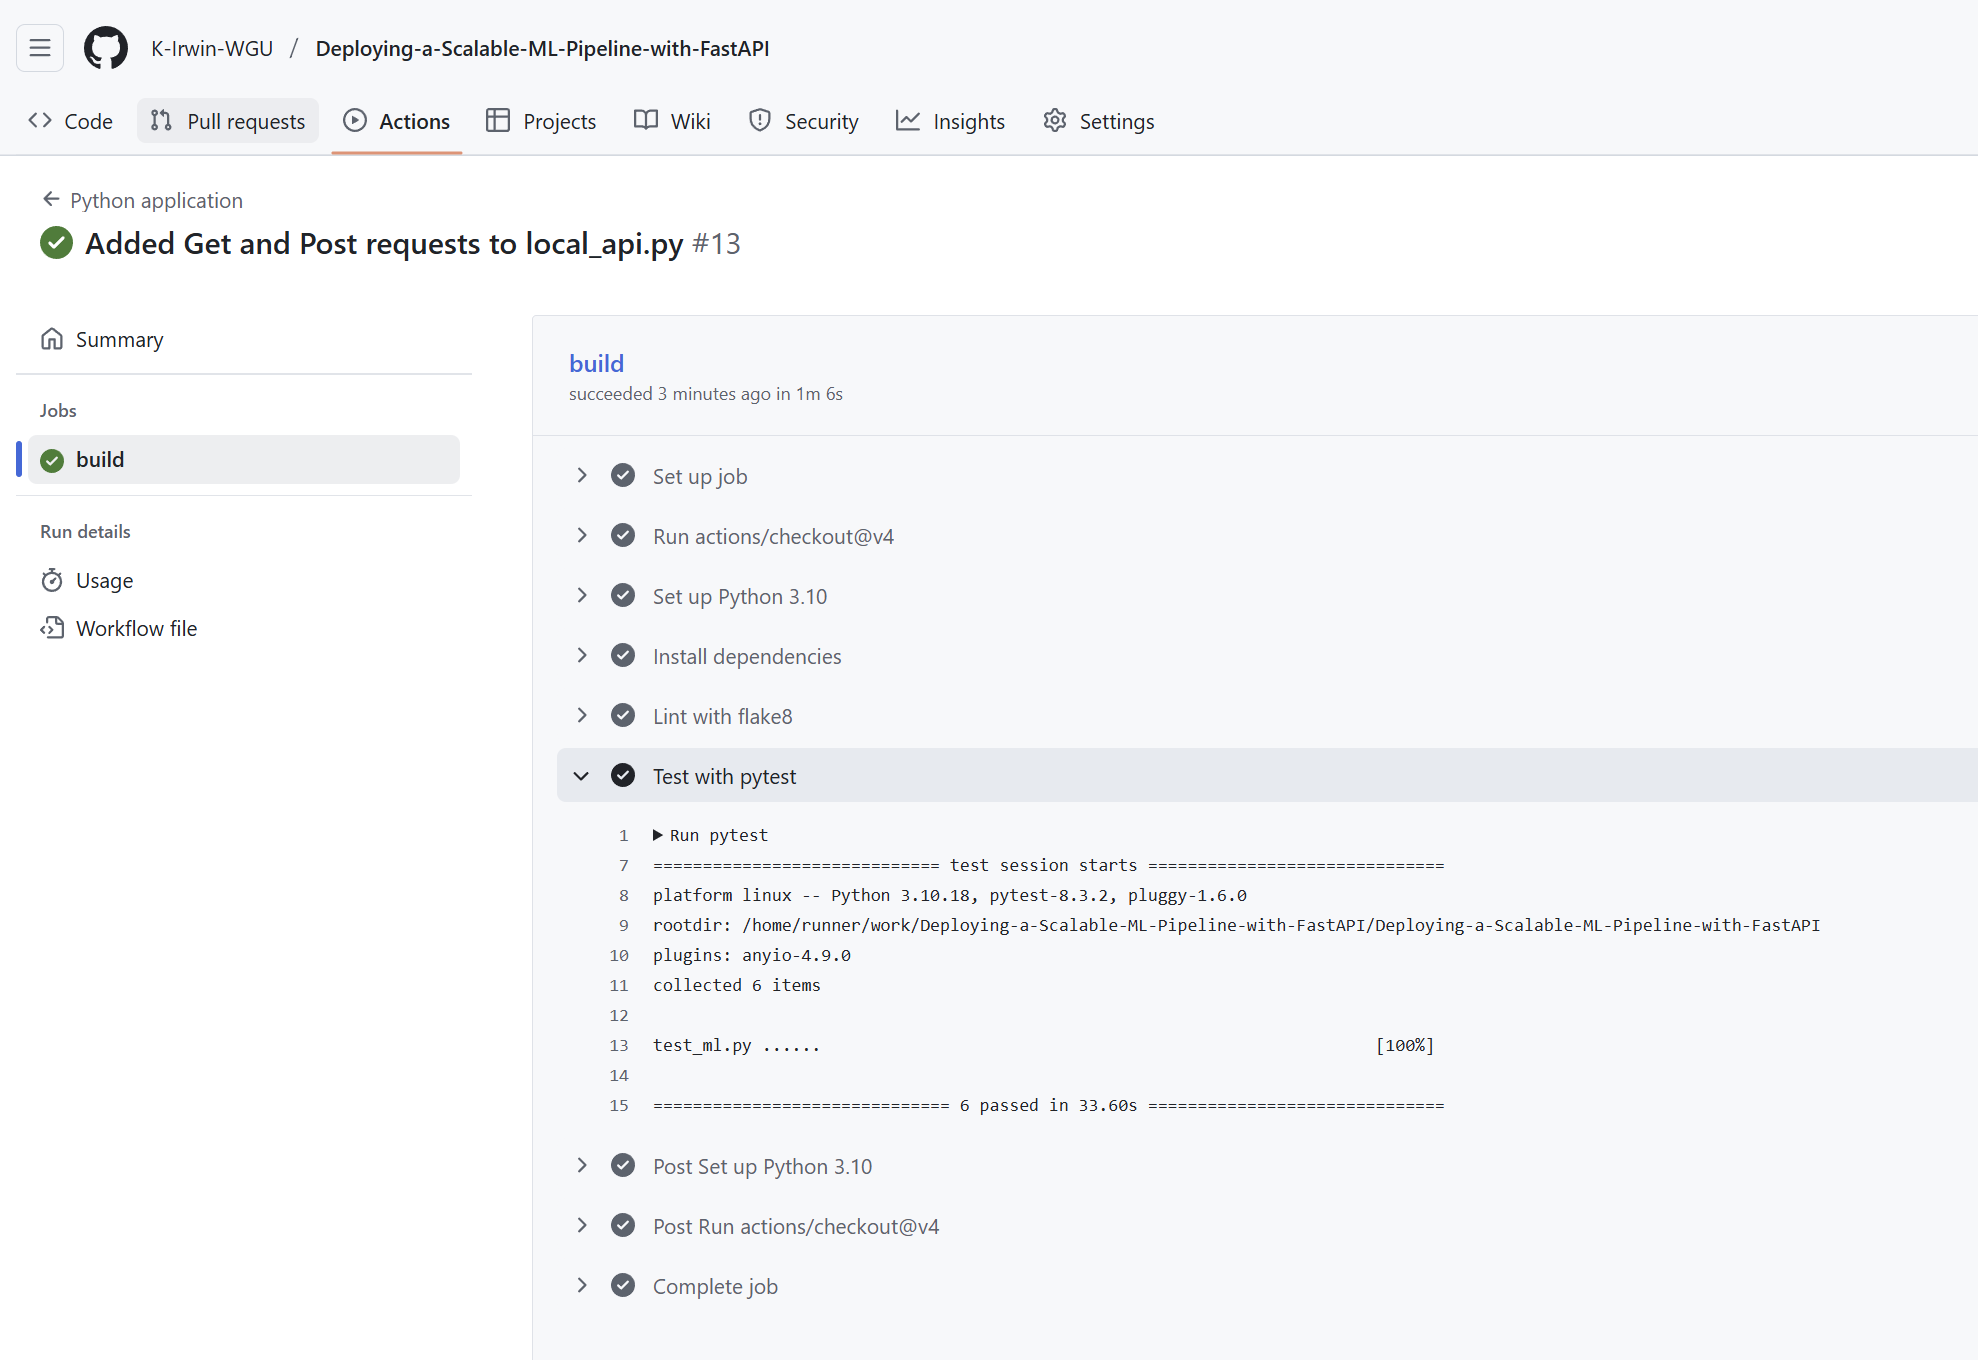 K-Irwin-WGU / Deploying-a-Scalable-ML-Pipeline-with-FastAPI
Code Pull requests Actions Projects Wiki Security Insights Settings
Python application
Added Get and Post requests to local_api.py #13
Summary
Jobs
build
Run details
Usage
Workflow file
build
succeeded 3 minutes ago in 1m 6s
Set up job
Run actions/checkout@v4
Set up Python 3.10
Install dependencies
Lint with flake8
Test with pytest
1 Run pytest
7 ============================= test session starts ==============================
8 platform linux -- Python 3.10.18, pytest-8.3.2, pluggy-1.6.0
9 rootdir: /home/runner/work/Deploying-a-Scalable-ML-Pipeline-with-FastAPI/Deploying-a-Scalable-ML-Pipeline-with-FastAPI
10 plugins: anyio-4.9.0
11 collected 6 items
12
13 test_ml.py ...... [100%]
14
15 ============================== 6 passed in 33.60s ==============================
Post Set up Python 3.10
Post Run actions/checkout@v4
Complete job